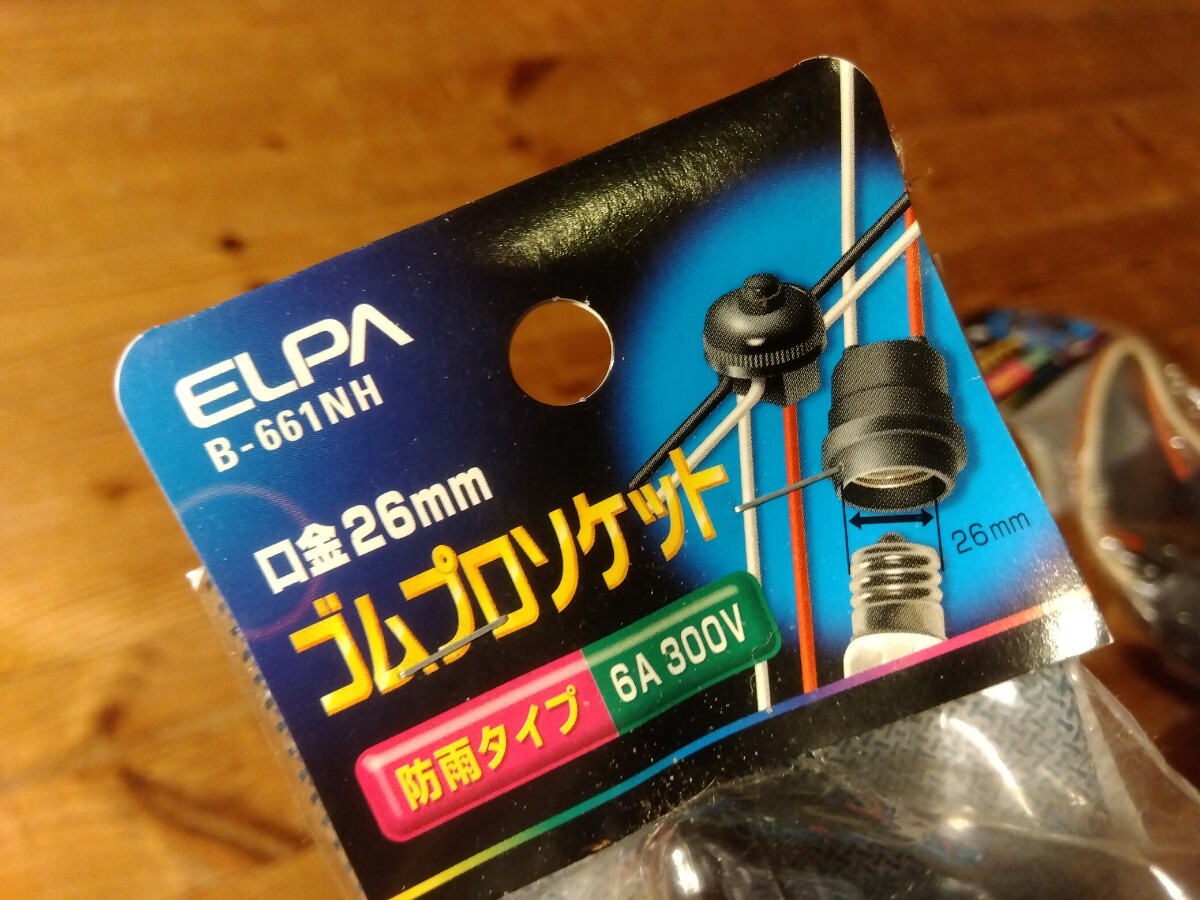 ELPA
B-661NH
口金26mm
ゴムプロソケット
防雨タイプ 6A 300V
26mm